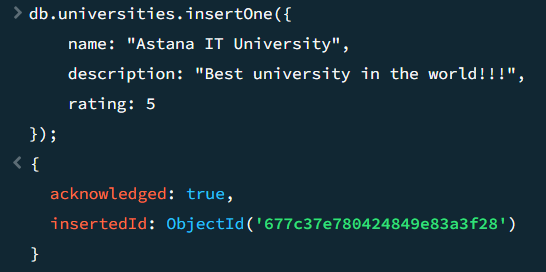 > db.universities.insertOne({
name: "Astana IT University",
description: "Best university in the world!!!",
rating: 5
});
< {
acknowledged: true,
insertedId: ObjectId('677c37e780424849e83a3f28')
}